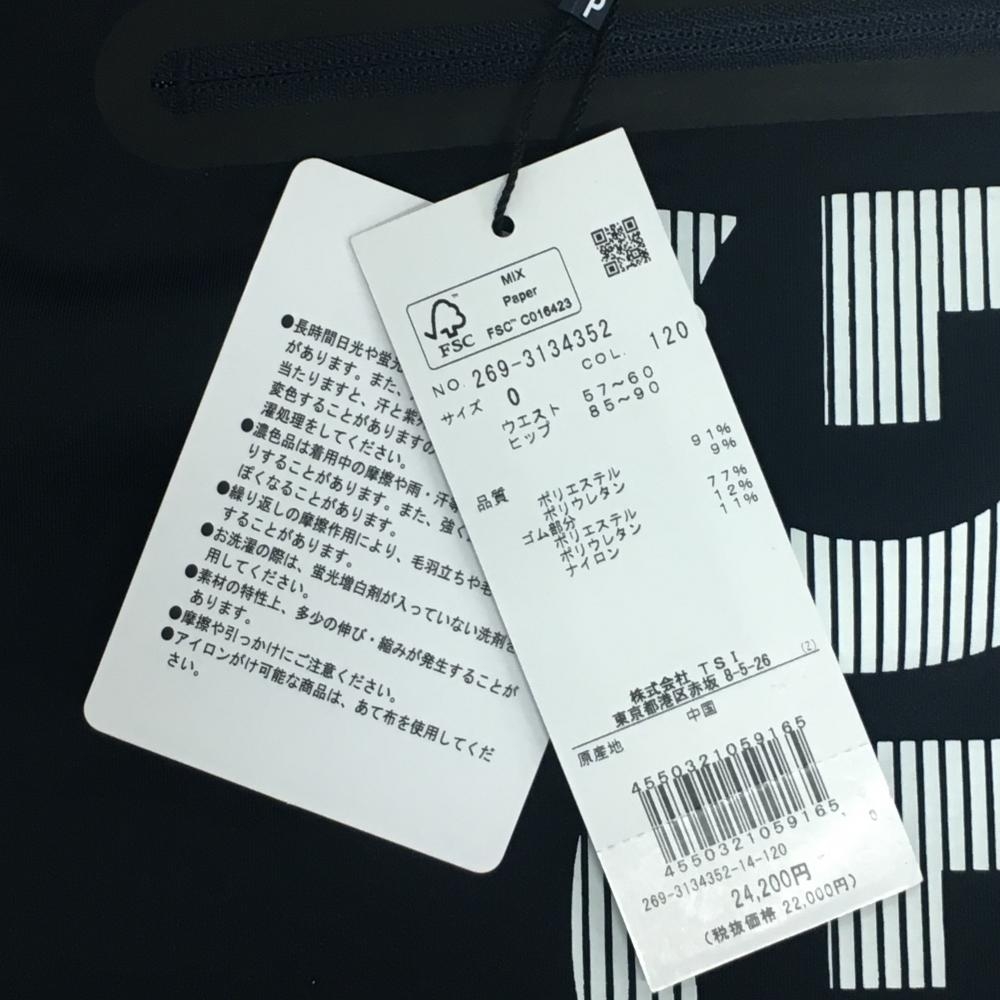 P
●長時間日光や蛍光
があります。また、
当たりますと、汗と紫
変色することがありますの
濯処理をしてください。
●濃色品は着用中の摩擦や雨・汗等
りすることがあります。また、強く
ぽくなることがあります。
●繰り返しの摩擦作用により、毛羽立ちや毛
することがあります。
●お洗濯の際は、蛍光増白剤が入っていない洗剤を
用してください。
●素材の特性上、多少の伸び・縮みが発生することが
あります。
●摩擦や引っかけにご注意ください。
●アイロンがけ可能な商品は、あて布を使用してくだ
さい。
FSC™
MIX
Paper
FSC™ C016423
NO. 269-3134352 COL. 120
サイズ 0 ウエスト 57～60
ヒップ 85～90
品質 ポリエステル 91%
ポリウレタン 9%
ゴム部分
ポリエステル 77%
ポリウレタン 12%
ナイロン 11%
(2)
株式会社 TSI
東京都港区赤坂 8-5-26
原産地 中国
4550321059165
4550321059165, 0
269-3134352-14-120
24,200円
(税抜価格 22,000円)